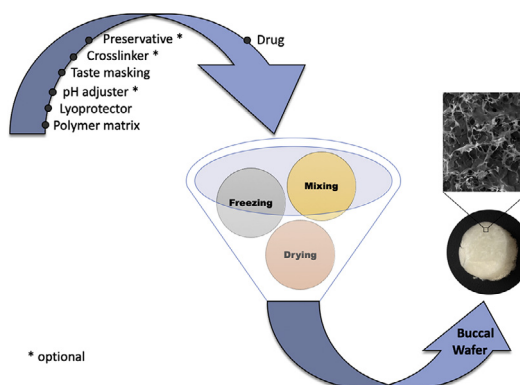 Preservative *
Crosslinker *
Taste masking
pH adjuster *
Lyoprotector
Polymer matrix
Drug
Mixing
Freezing
Drying
Buccal
Wafer
* optional